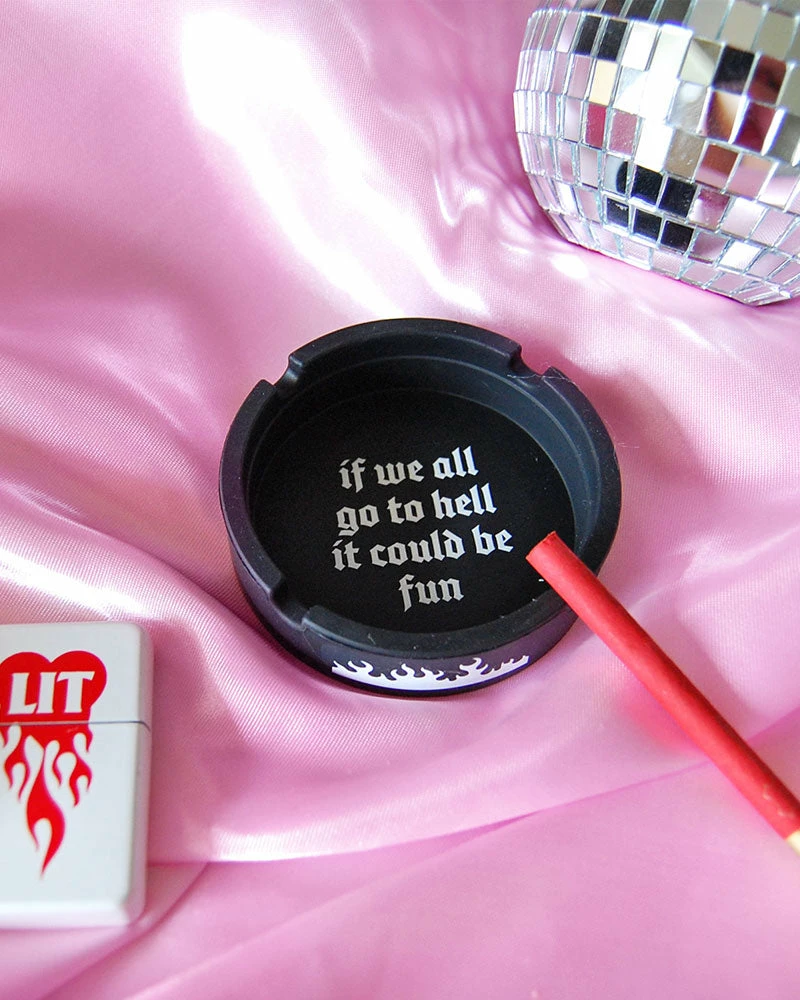 if we all
go to hell
it could be
fun
LIT